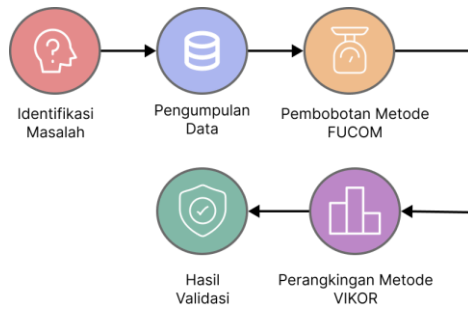 Identifikasi
Masalah
Pengumpulan
Data
Pembobotan Metode
FUCOM
Hasil
Validasi
Perangkingan Metode
VIKOR